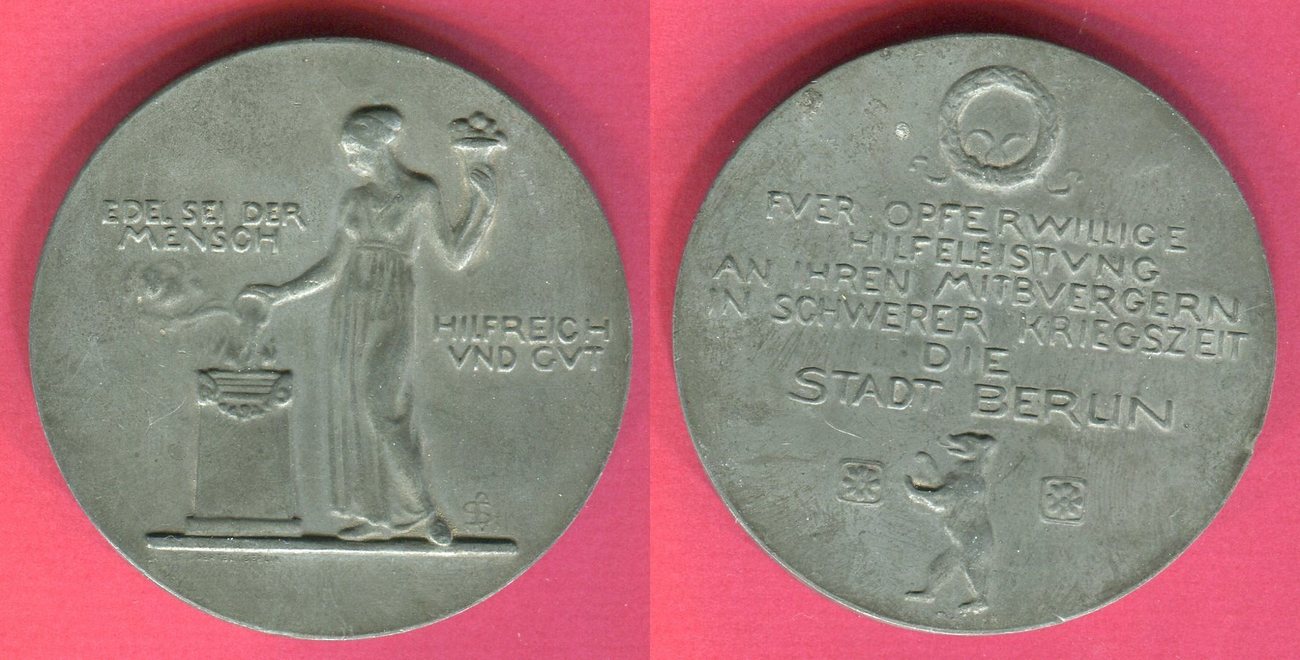 EDEL SEI DER
MENSCH
HILFREICH
VND GVT
FVER OPFERWILLIGE
HILFELEISTVNG
AN IHREN MITBVERGERN
IN SCHWERER KRIEGSZEIT
DIE
STADT BERLIN